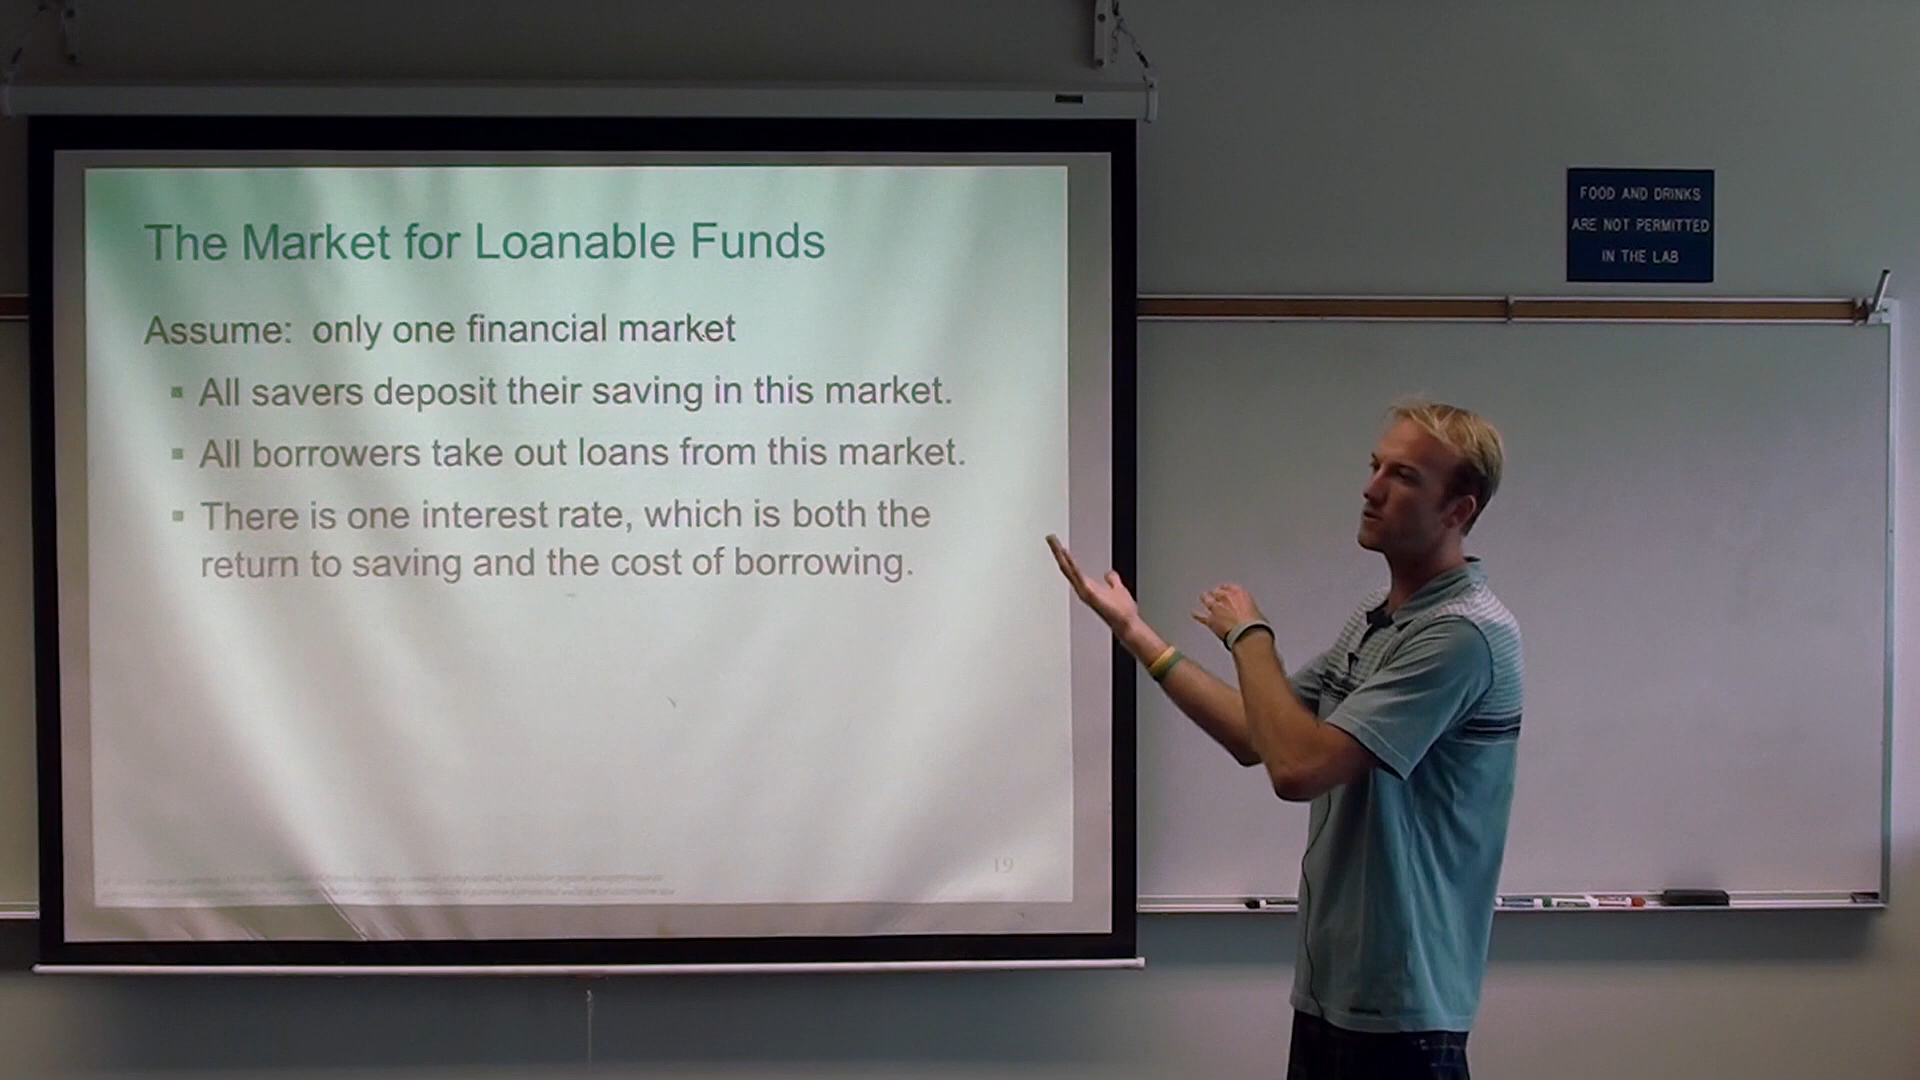 The Market for Loanable Funds
Assume: only one financial market
▪ All savers deposit their saving in this market.
▪ All borrowers take out loans from this market.
▪ There is one interest rate, which is both the
return to saving and the cost of borrowing.
19
FOOD AND DRINKS
ARE NOT PERMITTED
IN THE LAB